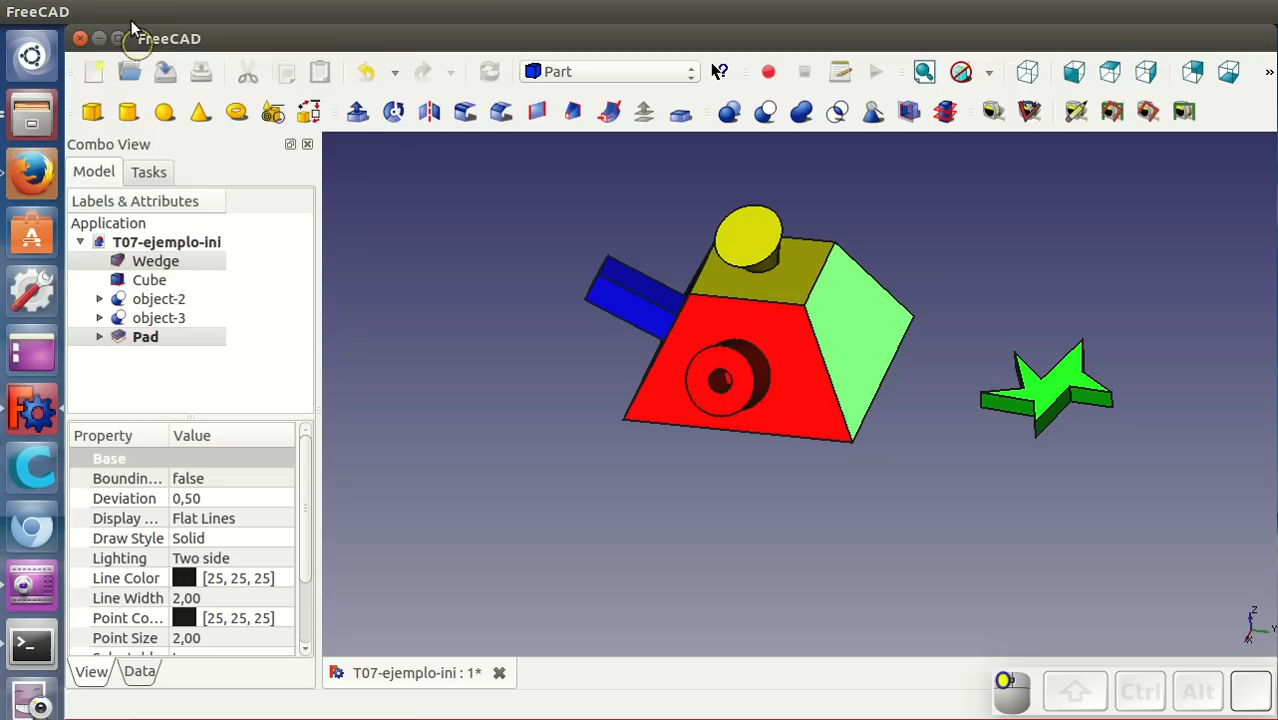 FreeCAD
FreeCAD
Part
»
Combo View
Model Tasks
Labels & Attributes
Application
T07-ejemplo-ini
Wedge
Cube
object-2
object-3
Pad
Property Value
Base
Boundin... false
Deviation 0,50
Display ... Flat Lines
Draw Style Solid
Lighting Two side
Line Color [25, 25, 25]
Line Width 2,00
Point Co... [25, 25, 25]
Point Size 2,00
View Data
T07-ejemplo-ini : 1*
Z
Y
X
Ctrl Alt